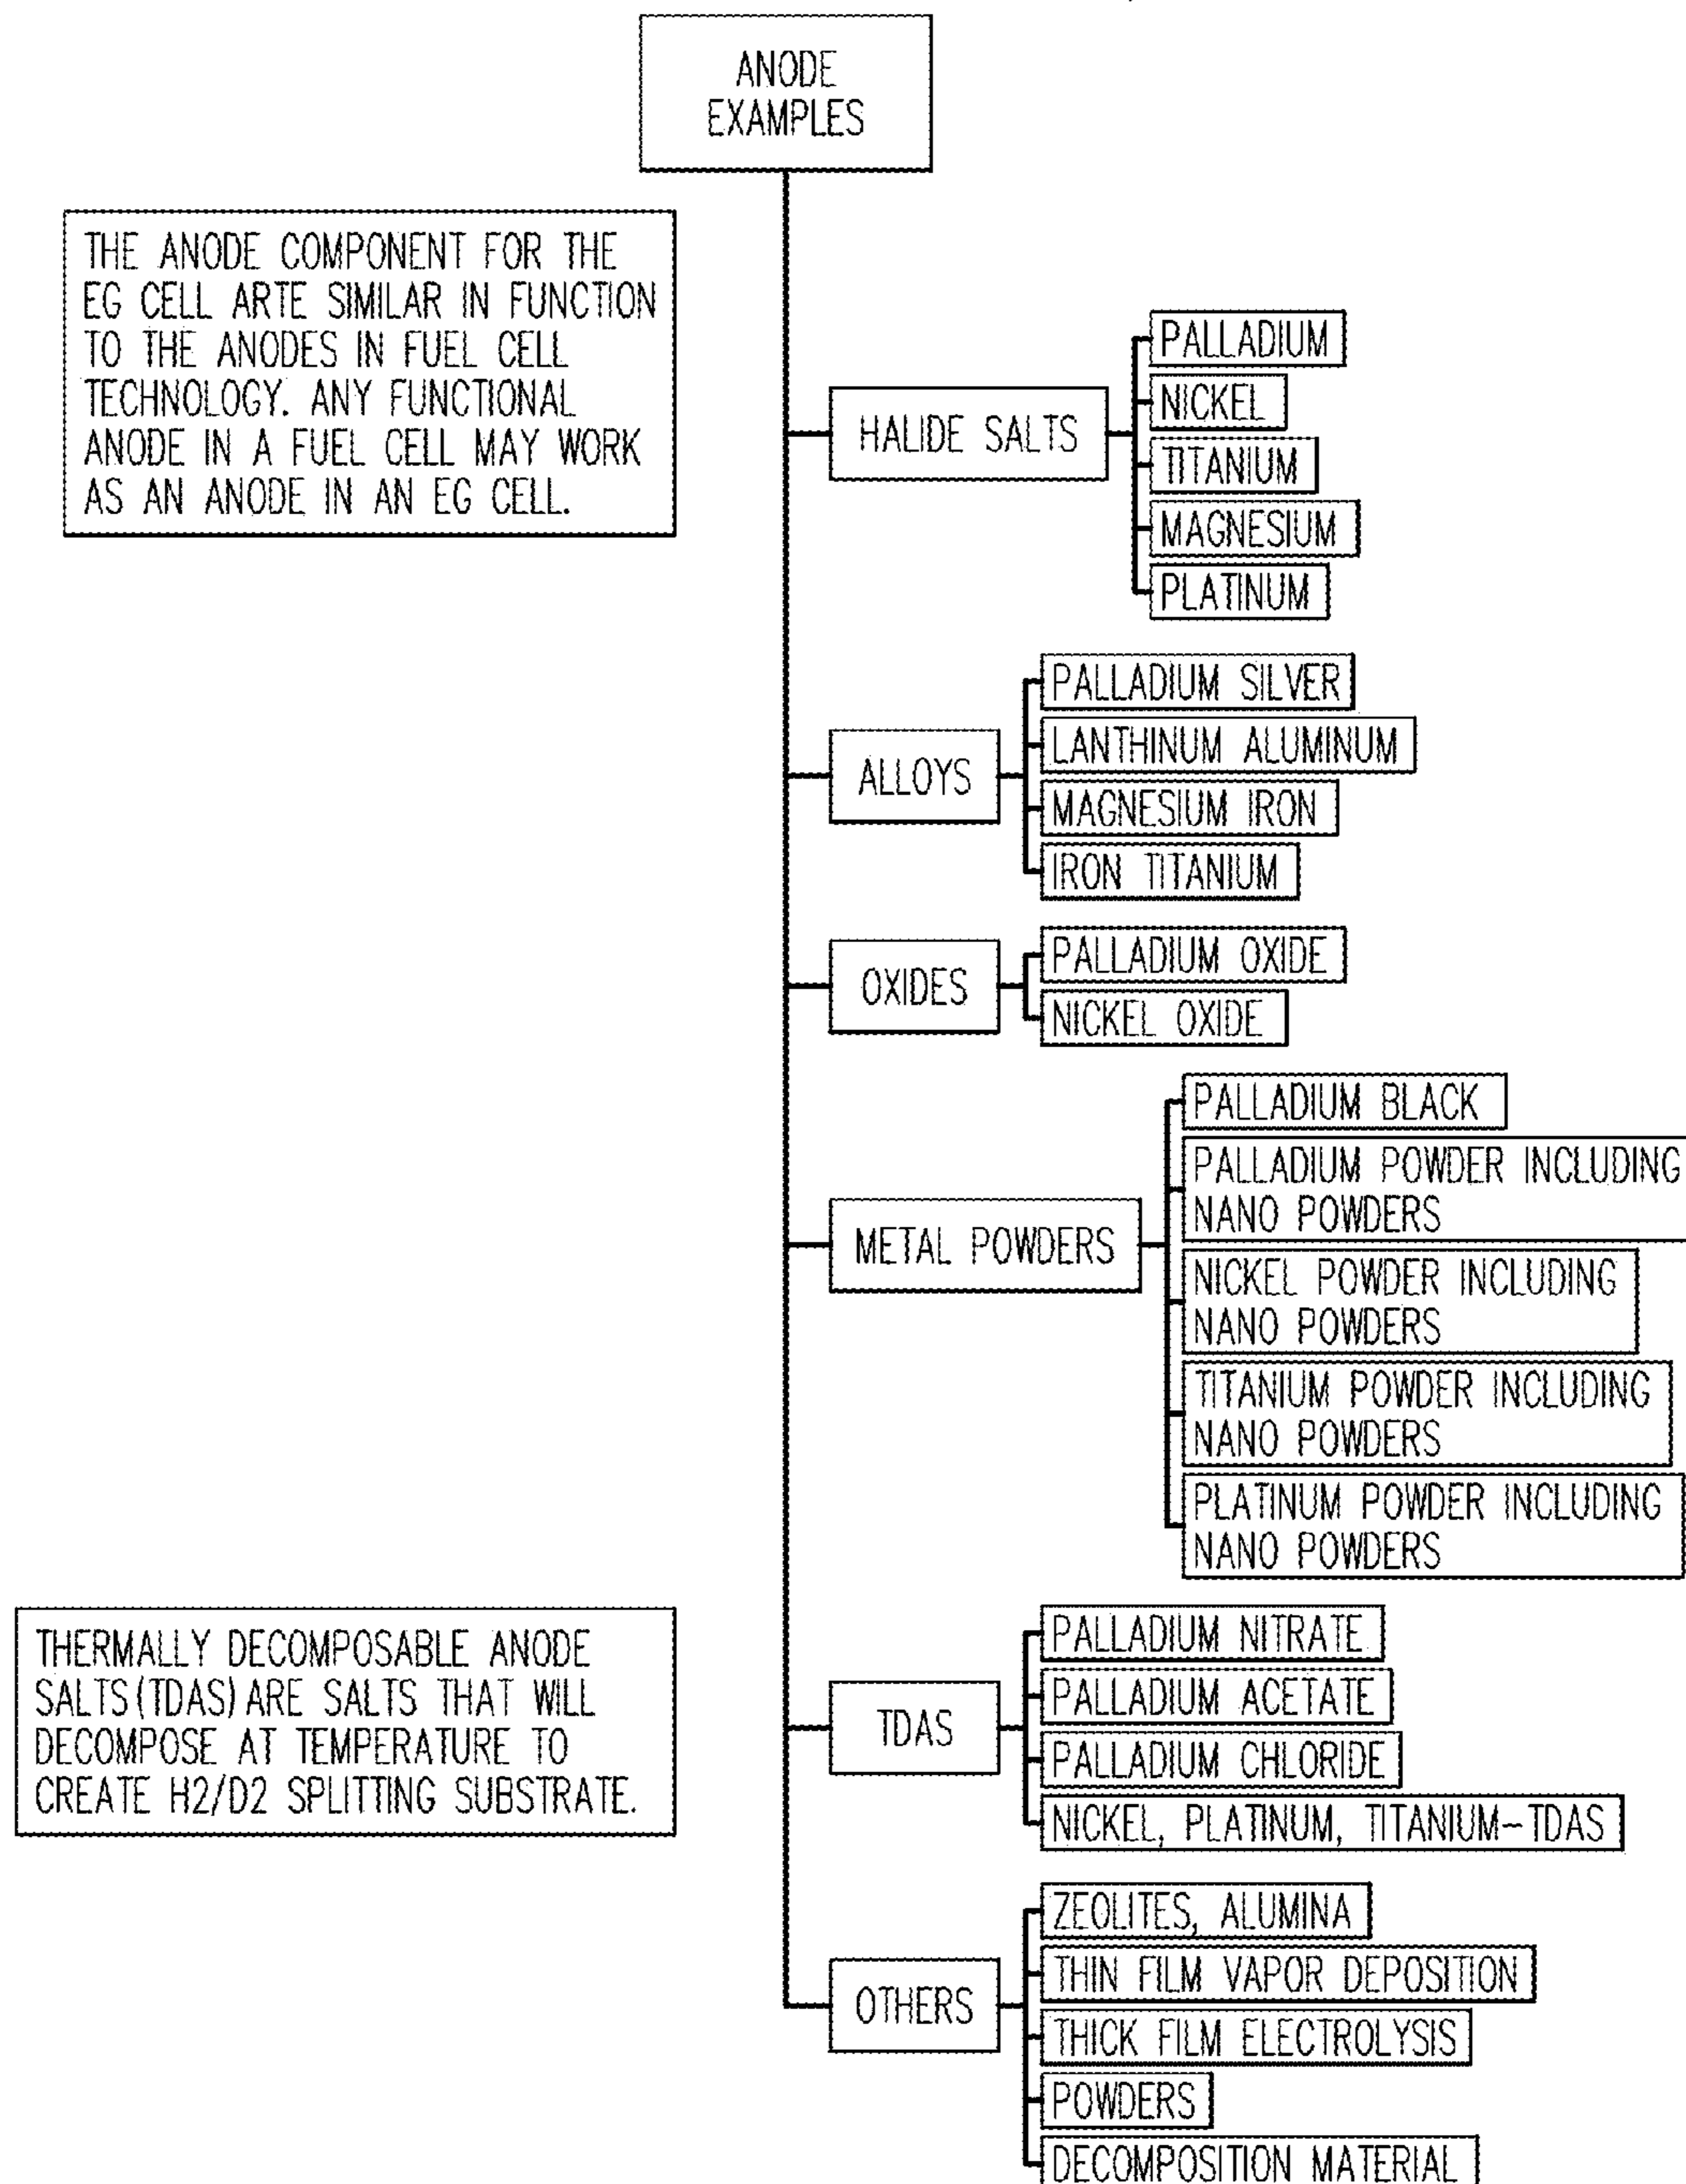 ANODE
EXAMPLES
THE ANODE COMPONENT FOR THE
EG CELL ARTE SIMILAR IN FUNCTION
TO THE ANODES IN FUEL CELL
TECHNOLOGY. ANY FUNCTIONAL
ANODE IN A FUEL CELL MAY WORK
AS AN ANODE IN AN EG CELL.
HALIDE SALTS
PALLADIUM
NICKEL
TITANIUM
MAGNESIUM
PLATINUM
ALLOYS
PALLADIUM SILVER
LANTHINUM ALUMINUM
MAGNESIUM IRON
IRON TITANIUM
OXIDES
PALLADIUM OXIDE
NICKEL OXIDE
METAL POWDERS
PALLADIUM BLACK
PALLADIUM POWDER INCLUDING
NANO POWDERS
NICKEL POWDER INCLUDING
NANO POWDERS
TITANIUM POWDER INCLUDING
NANO POWDERS
PLATINUM POWDER INCLUDING
NANO POWDERS
THERMALLY DECOMPOSABLE ANODE
SALTS(TDAS) ARE SALTS THAT WILL
DECOMPOSE AT TEMPERATURE TO
CREATE H2/D2 SPLITTING SUBSTRATE.
TDAS
PALLADIUM NITRATE
PALLADIUM ACETATE
PALLADIUM CHLORIDE
NICKEL, PLATINUM, TITANIUM-TDAS
OTHERS
ZEOLITES, ALUMINA
THIN FILM VAPOR DEPOSITION
THICK FILM ELECTROLYSIS
POWDERS
DECOMPOSITION MATERIAL